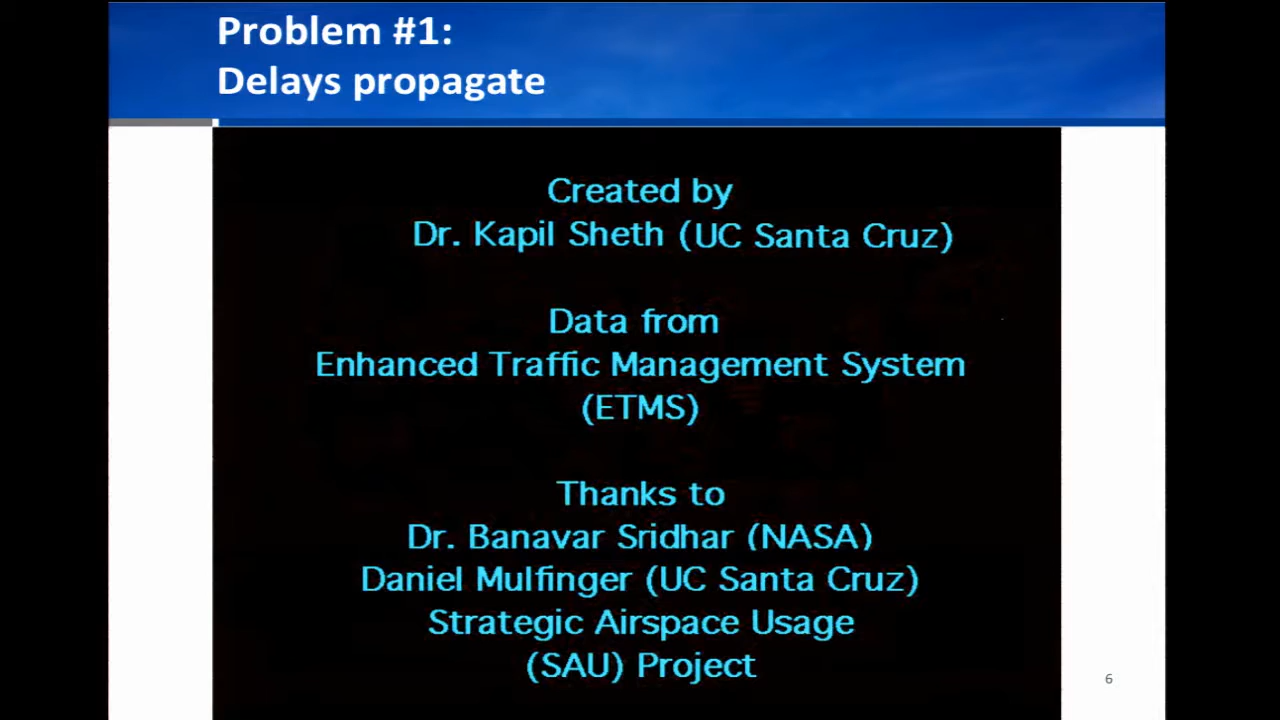 Problem #1:
Delays propagate
Created by
Dr. Kapil Sheth (UC Santa Cruz)
Data from
Enhanced Traffic Management System
(ETMS)
Thanks to
Dr. Banavar Sridhar (NASA)
Daniel Mulfinger (UC Santa Cruz)
Strategic Airspace Usage
(SAU) Project
6